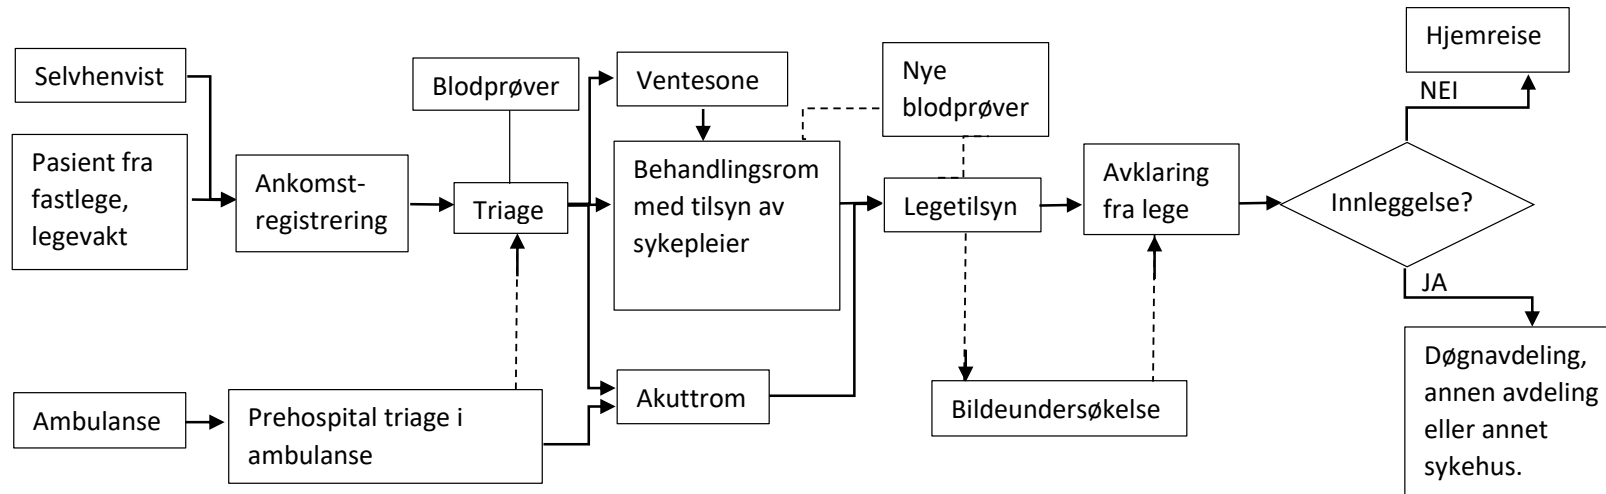 Selvhenvist
Pasient fra
fastlege,
legevakt
Ankomst-
registrering
Blodprøver
Triage
Ventesone
Behandlingsrom
med tilsyn av
sykepleier
Nye
blodprøver
Legetilsyn
Avklaring
fra lege
Innleggelse?
NEI
Hjemreise
JA
Døgnavdeling,
annen avdeling
eller annet
sykehus.
Ambulanse
Prehospital triage i
ambulanse
Akuttrom
Bildeundersøkelse